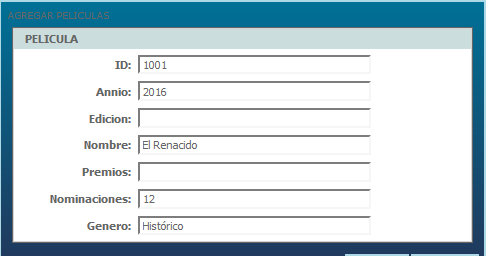 AGREGAR PELICULAS
PELICULA
ID: 1001
Annio: 2016
Edicion:
Nombre: El Renacido
Premios:
Nominaciones: 12
Genero: Histórico